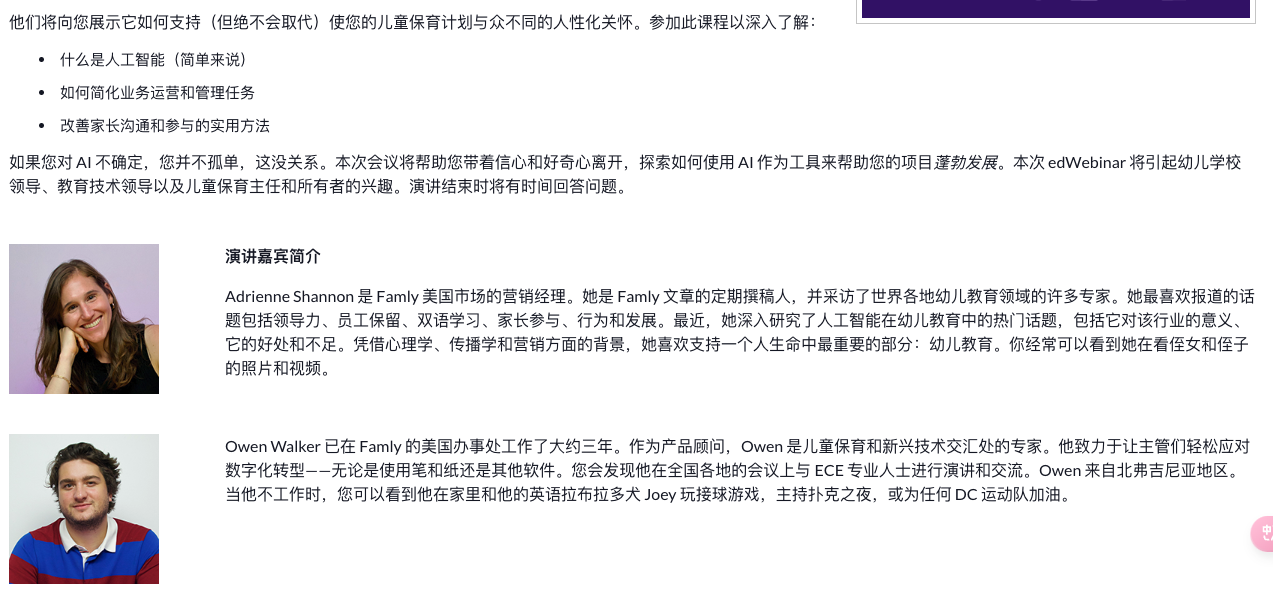 他们将向您展示它如何支持（但绝不会取代）使您的儿童保育计划与众不同的人性化关怀。参加此课程以深入了解：
• 什么是人工智能（简单来说）
• 如何简化业务运营和管理任务
• 改善家长沟通和参与的实用方法
如果您对 AI 不确定，您并不孤单，这没关系。本次会议将帮助您带着信心和好奇心离开，探索如何使用 AI 作为工具来帮助您的项目蓬勃发展。本次 edWebinar 将引起幼儿学校
领导、教育技术领导以及儿童保育主任和所有者的兴趣。演讲结束时将有时间回答问题。
演讲嘉宾简介
Adrienne Shannon 是 Famly 美国市场的营销经理。她是 Famly 文章的定期撰稿人，并采访了世界各地幼儿教育领域的许多专家。她最喜欢报道的话
题包括领导力、员工保留、双语学习、家长参与、行为和发展。最近，她深入研究了人工智能在幼儿教育中的热门话题，包括它对该行业的意义、
它的好处和不足。凭借心理学、传播学和营销方面的背景，她喜欢支持一个人生命中最重要的部分：幼儿教育。你经常可以看到她在看侄女和侄子
的照片和视频。
Owen Walker 已在 Famly 的美国办事处工作了大约三年。作为产品顾问，Owen 是儿童保育和新兴技术交汇处的专家。他致力于让主管们轻松应对
数字化转型——无论是使用笔和纸还是其他软件。您会发现他在全国各地的会议上与 ECE 专业人士进行演讲和交流。Owen 来自北弗吉尼亚地区。
当他不工作时，您可以看到他在家里和他的英语拉布拉多犬 Joey 玩接球游戏，主持扑克之夜，或为任何 DC 运动队加油。